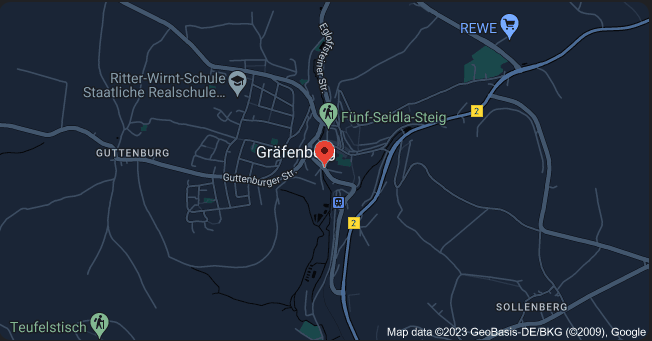 REWE
Egloffsteiner Str.
Ritter-Wirnt-Schule
Staatliche Realschule...
2
Fünf-Seidla-Steig
Gräfenberg
GUTTENBURG
Guttenburger Str.
2
SOLLENBERG
Teufelstisch
Map data ©2023 GeoBasis-DE/BKG (©2009), Google